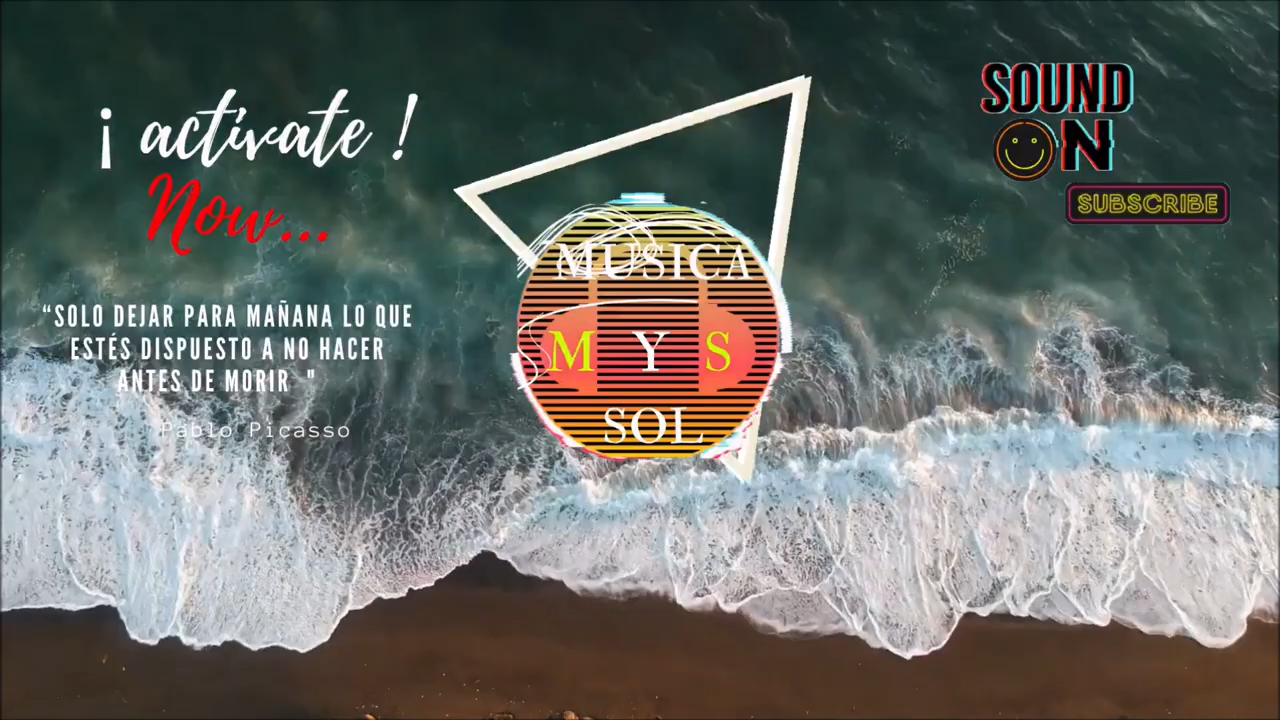 ¡ actívate !
Now...
“SOLO DEJAR PARA MAÑANA LO QUE
ESTÉS DISPUESTO A NO HACER
ANTES DE MORIR "
Pablo Picasso
MUSICA
M Y S
SOL
SOUND
ON
SUBSCRIBE